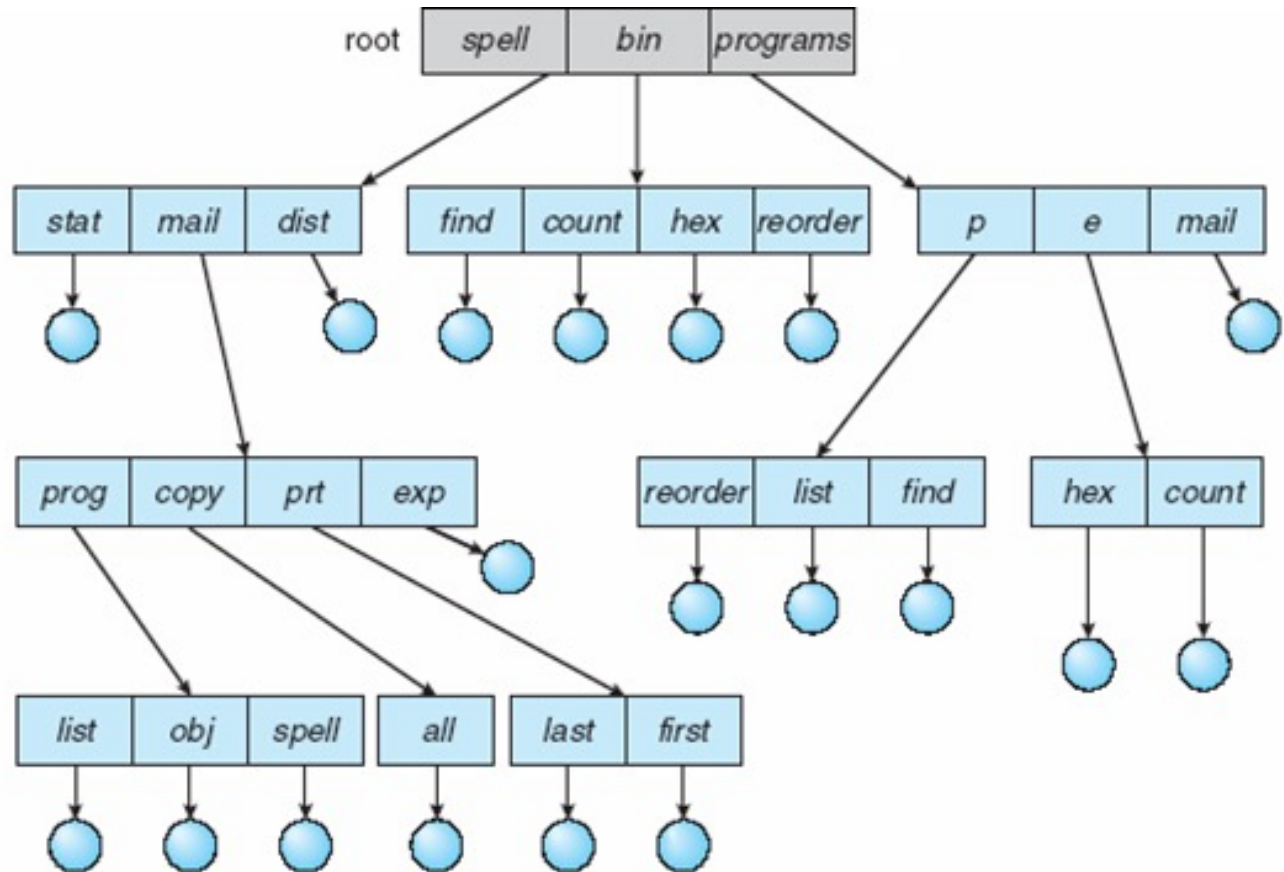 root spell bin programs
stat mail dist find count hex reorder p e mail
prog copy prt exp reorder list find hex count
list obj spell all last first